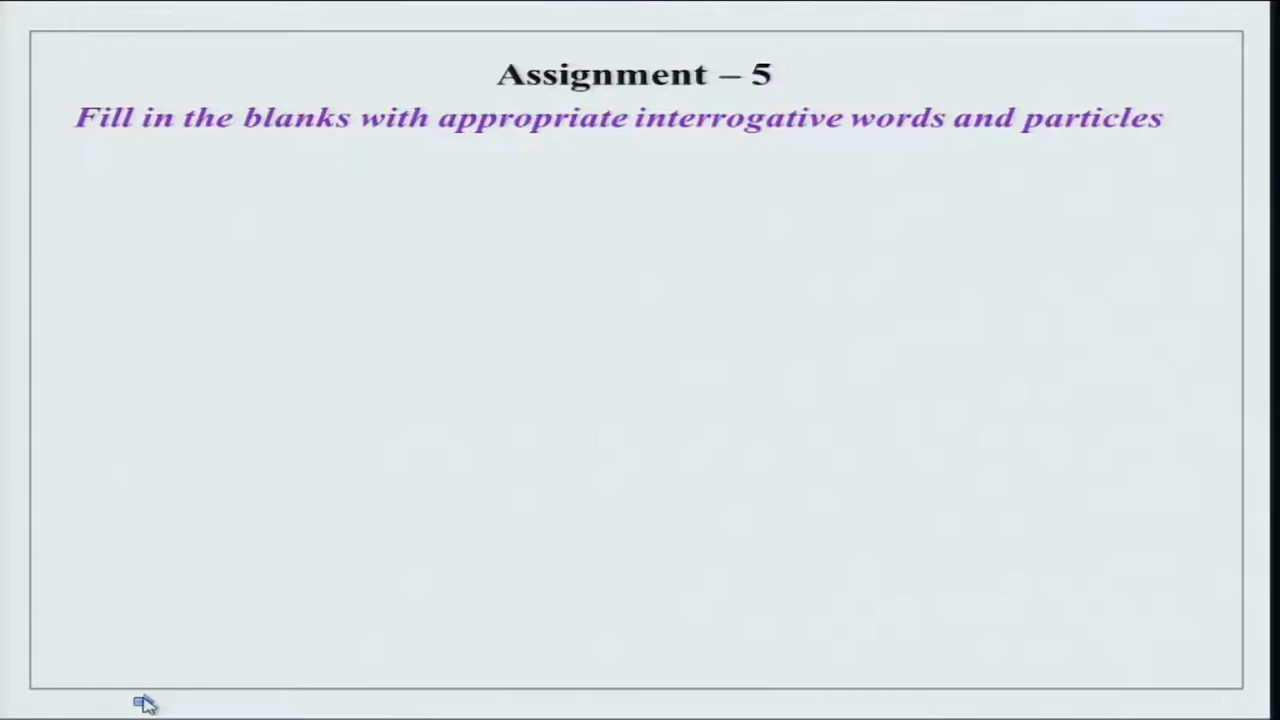 Assignment – 5
Fill in the blanks with appropriate interrogative words and particles